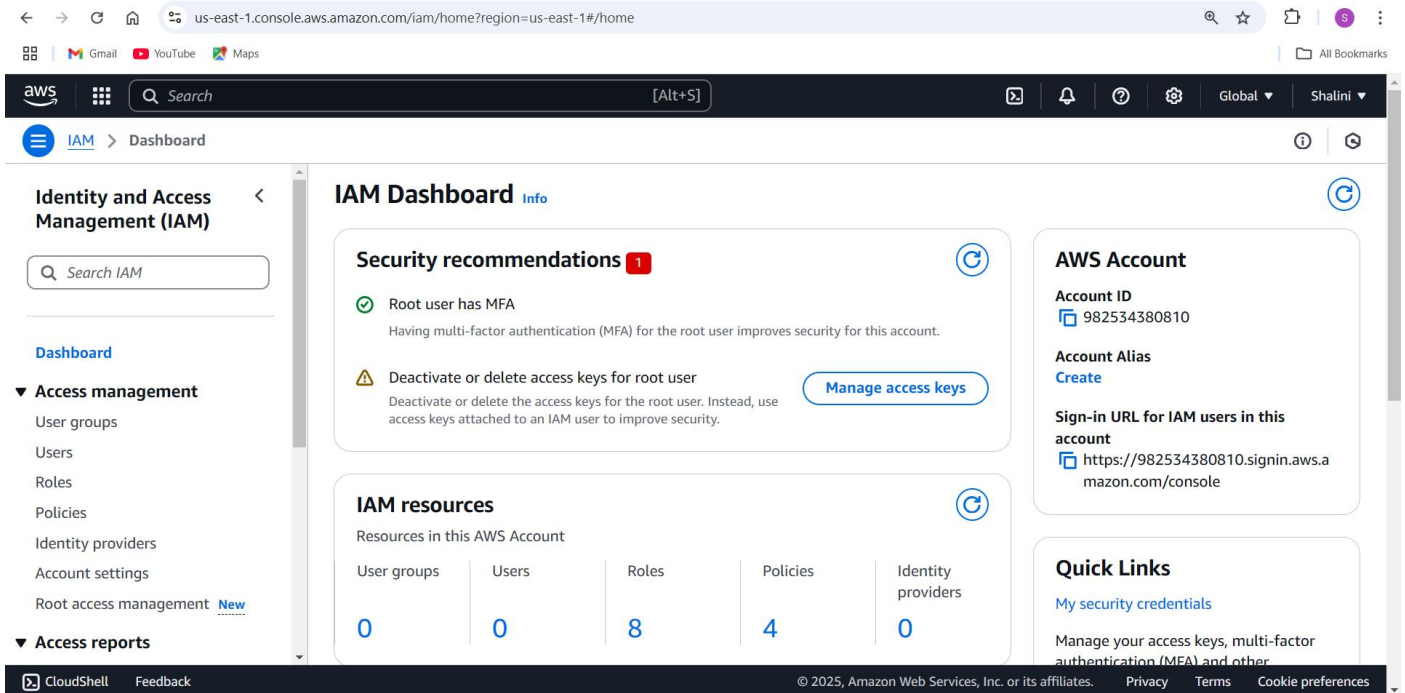 us-east-1.console.aws.amazon.com/iam/home?region=us-east-1#/home
S
Gmail YouTube Maps
All Bookmarks
aws Search [Alt+S] Global ▼ Shalini ▼
IAM > Dashboard
Identity and Access
Management (IAM)
Search IAM
Dashboard
▼ Access management
User groups
Users
Roles
Policies
Identity providers
Account settings
Root access management New
▼ Access reports
IAM Dashboard Info
Security recommendations 1
Root user has MFA
Having multi-factor authentication (MFA) for the root user improves security for this account.
Deactivate or delete access keys for root user
Deactivate or delete the access keys for the root user. Instead, use
access keys attached to an IAM user to improve security.
Manage access keys
IAM resources
Resources in this AWS Account
User groups Users Roles Policies Identity
providers
0 0 8 4 0
AWS Account
Account ID
982534380810
Account Alias
Create
Sign-in URL for IAM users in this
account
https://982534380810.signin.aws.a
mazon.com/console
Quick Links
My security credentials
Manage your access keys, multi-factor
authentication (MFA) and other
CloudShell Feedback © 2025, Amazon Web Services, Inc. or its affiliates. Privacy Terms Cookie preferences